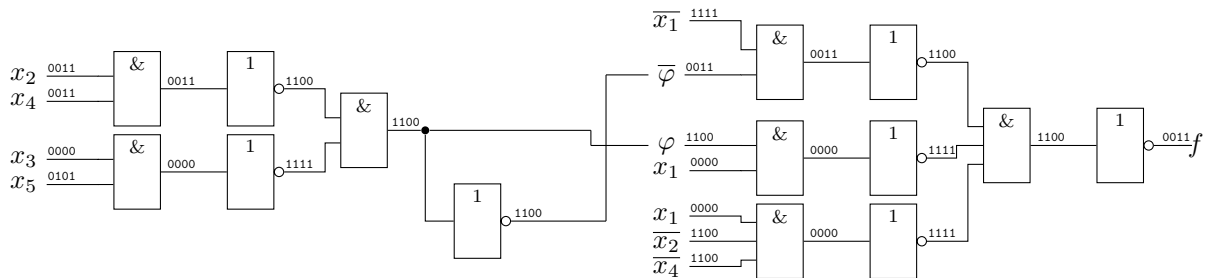 x₂ 0011 & 0011 1 1100
x₄ 0011
x₃ 0000 & 0000 1 1111
x₅ 0101
& 1100
1 1100
x̅₁ 1111 & 0011 1 1100
φ̅ 0011
φ 1100 & 0000 1 1111
x₁ 0000
x₁ 0000 & 0000 1 1111
x̅₂ 1100
x̅₄ 1100
& 1100 1 0011 f